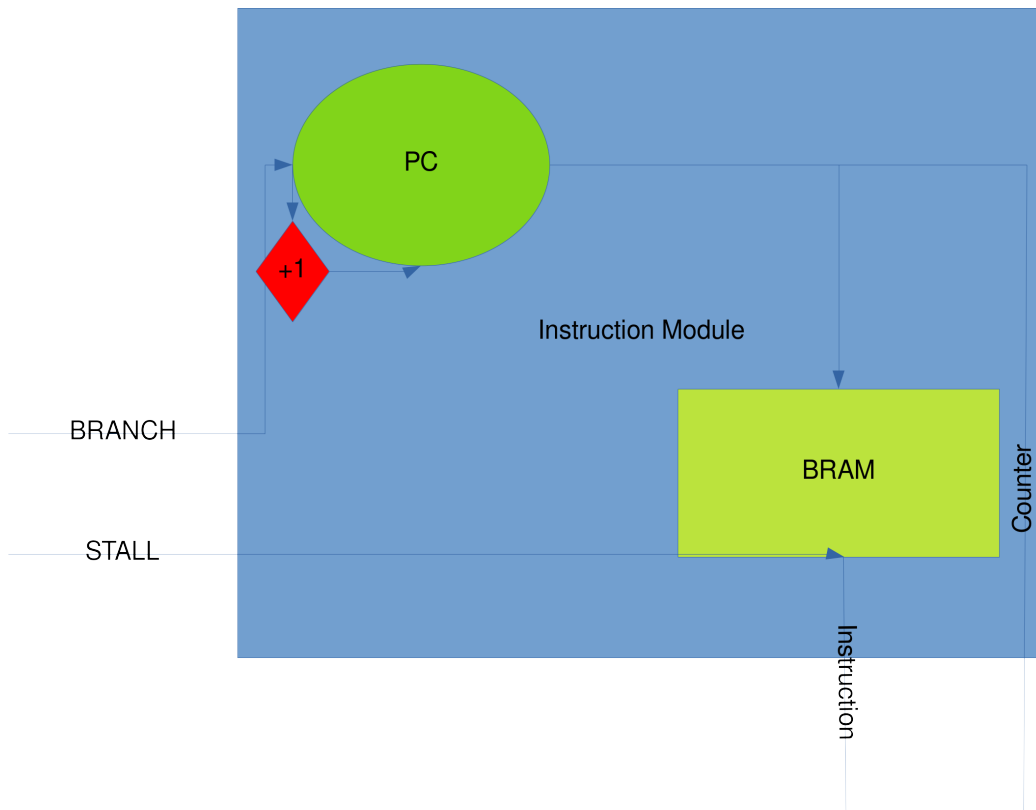 PC
+1
Instruction Module
BRANCH
BRAM
Counter
STALL
Instruction